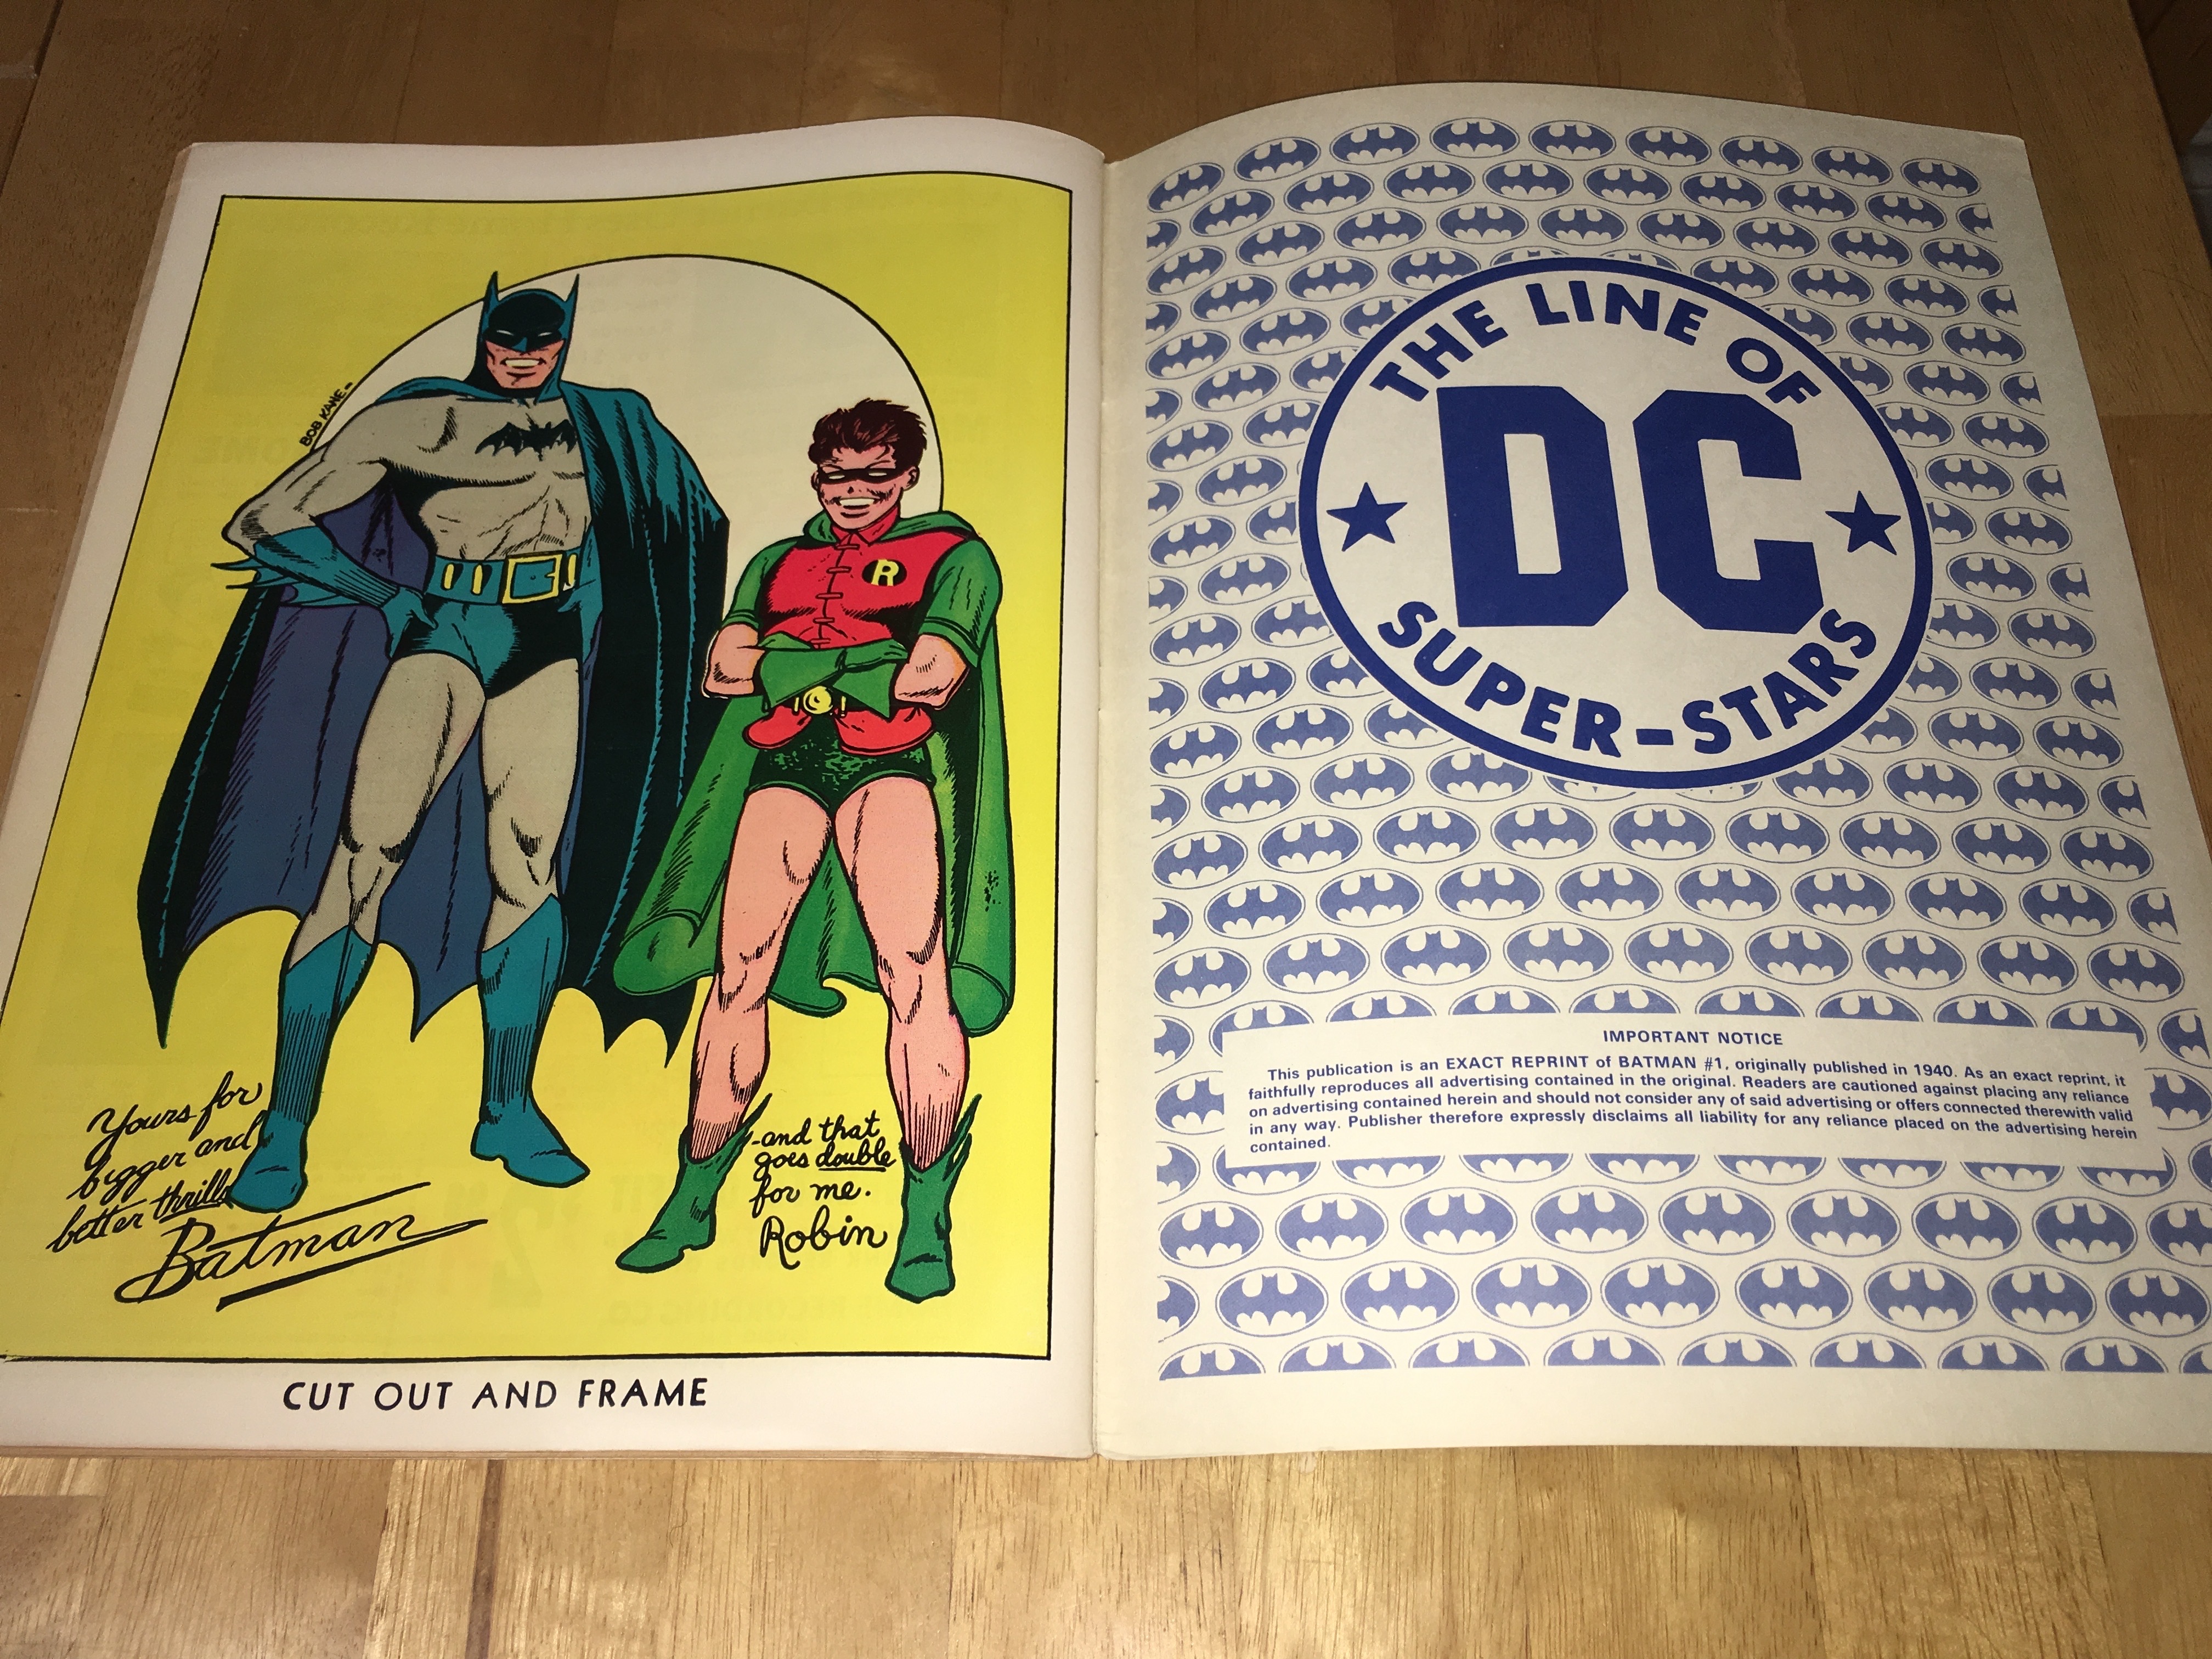 BOB KANE
R
Yours for
bigger and
better thrills
Batman
-and that
goes double
for me.
Robin
CUT OUT AND FRAME
THE LINE OF
DC
SUPER-STARS
IMPORTANT NOTICE
This publication is an EXACT REPRINT of BATMAN #1, originally published in 1940. As an exact reprint, it
faithfully reproduces all advertising contained in the original. Readers are cautioned against placing any reliance
on advertising contained herein and should not consider any of said advertising or offers connected therewith valid
in any way. Publisher therefore expressly disclaims all liability for any reliance placed on the advertising herein
contained.